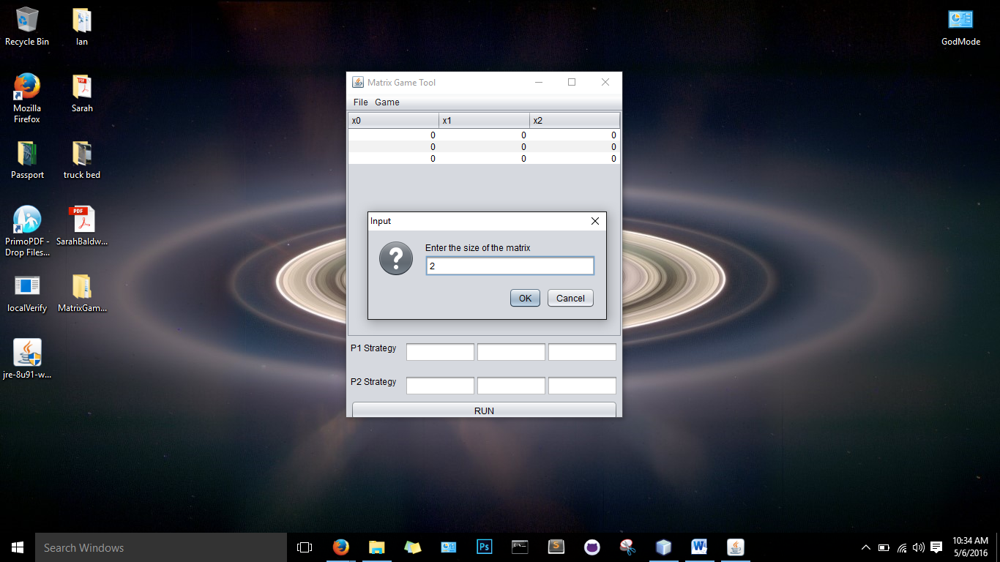 Recycle Bin
Ian
GodMode
Mozilla
Firefox
Sarah
Passport
truck bed
PrimoPDF -
Drop Files...
PDF
SarahBaldw...
localVerify
MatrixGam...
jre-8u91-w...
Matrix Game Tool
File Game
x0 x1 x2
0 0 0
0 0 0
0 0 0
Input
Enter the size of the matrix
2
OK Cancel
P1 Strategy
P2 Strategy
RUN
Search Windows
Ps
C:\_
S
W
10:34 AM
5/6/2016